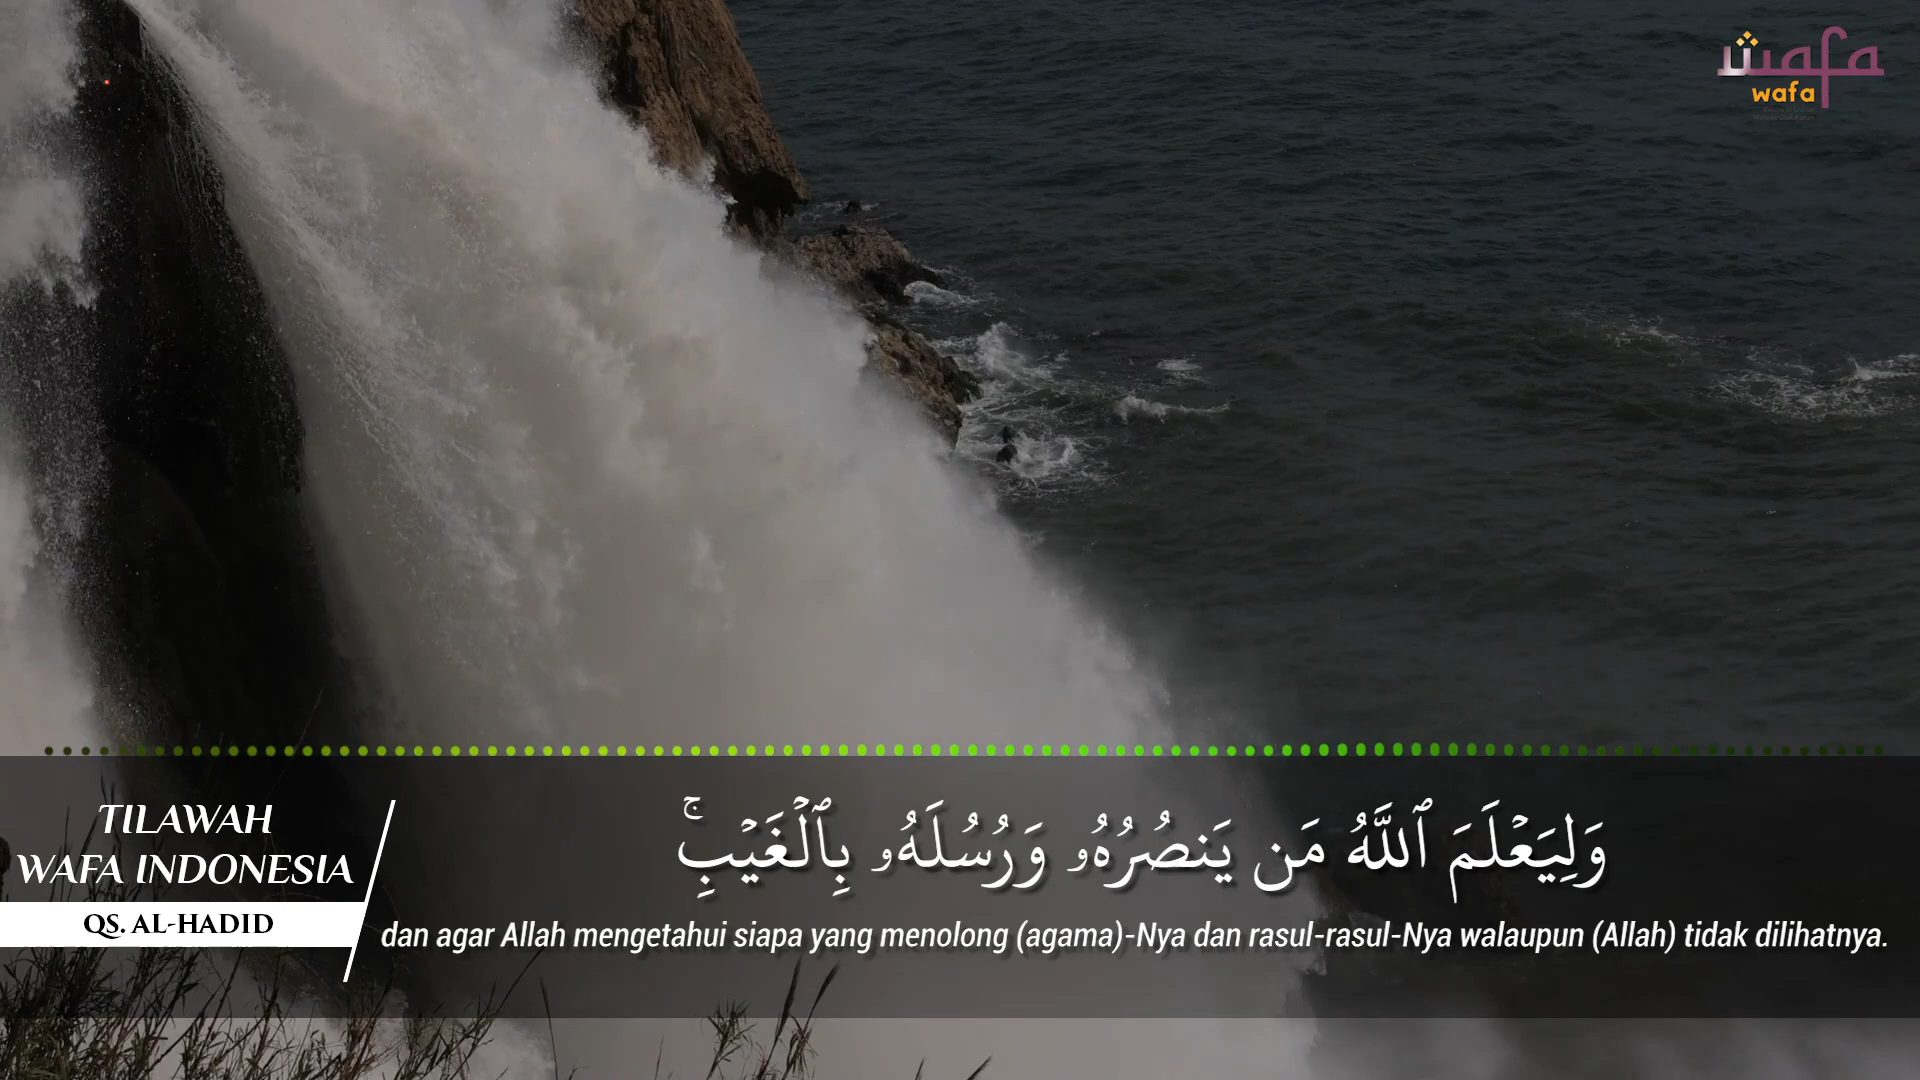 wafa
wafa
TILAWAH
WAFA INDONESIA
QS. AL-HADID
وَلِيَعْلَمَ ٱللَّهُ مَن يَنصُرُهُۥ وَرُسُلَهُۥ بِٱلْغَيْبِۚ
dan agar Allah mengetahui siapa yang menolong (agama)-Nya dan rasul-rasul-Nya walaupun (Allah) tidak dilihatnya.